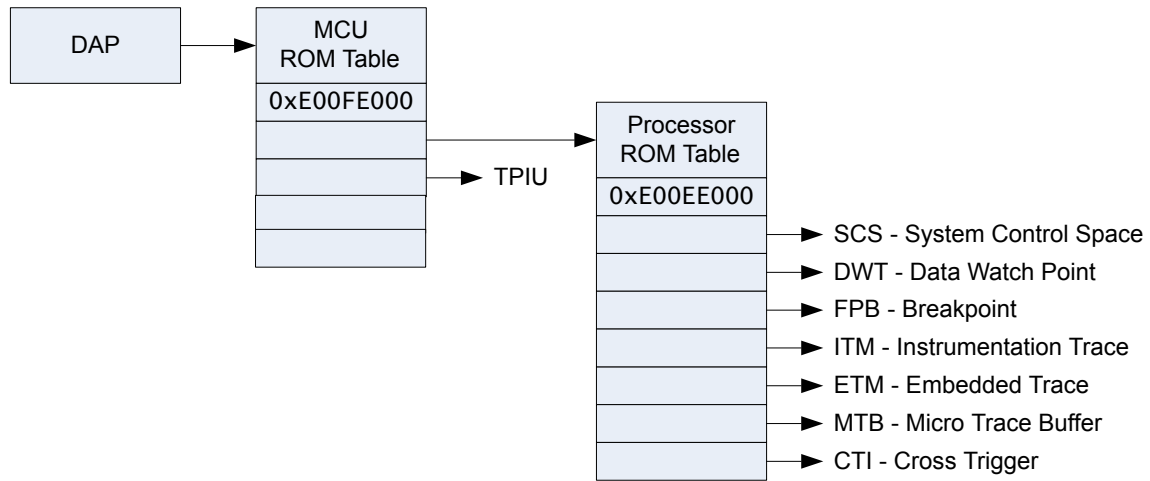 DAP
MCU
ROM Table
0xE00FE000
TPIU
Processor
ROM Table
0xE00EE000
SCS - System Control Space
DWT - Data Watch Point
FPB - Breakpoint
ITM - Instrumentation Trace
ETM - Embedded Trace
MTB - Micro Trace Buffer
CTI - Cross Trigger